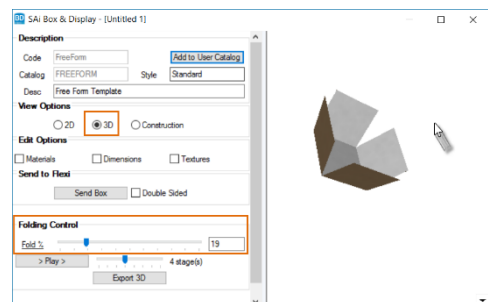 BD SAi Box & Display - [Untitled 1]
Description
Code FreeForm Add to User Catalog
Catalog FREEFORM Style Standard
Desc Free Form Template
View Options
2D 3D Construction
Edit Options
Materials Dimensions Textures
Send to Flexi
Send Box Double Sided
Folding Control
Fold % 19
> Play > 4 stage(s)
Export 3D